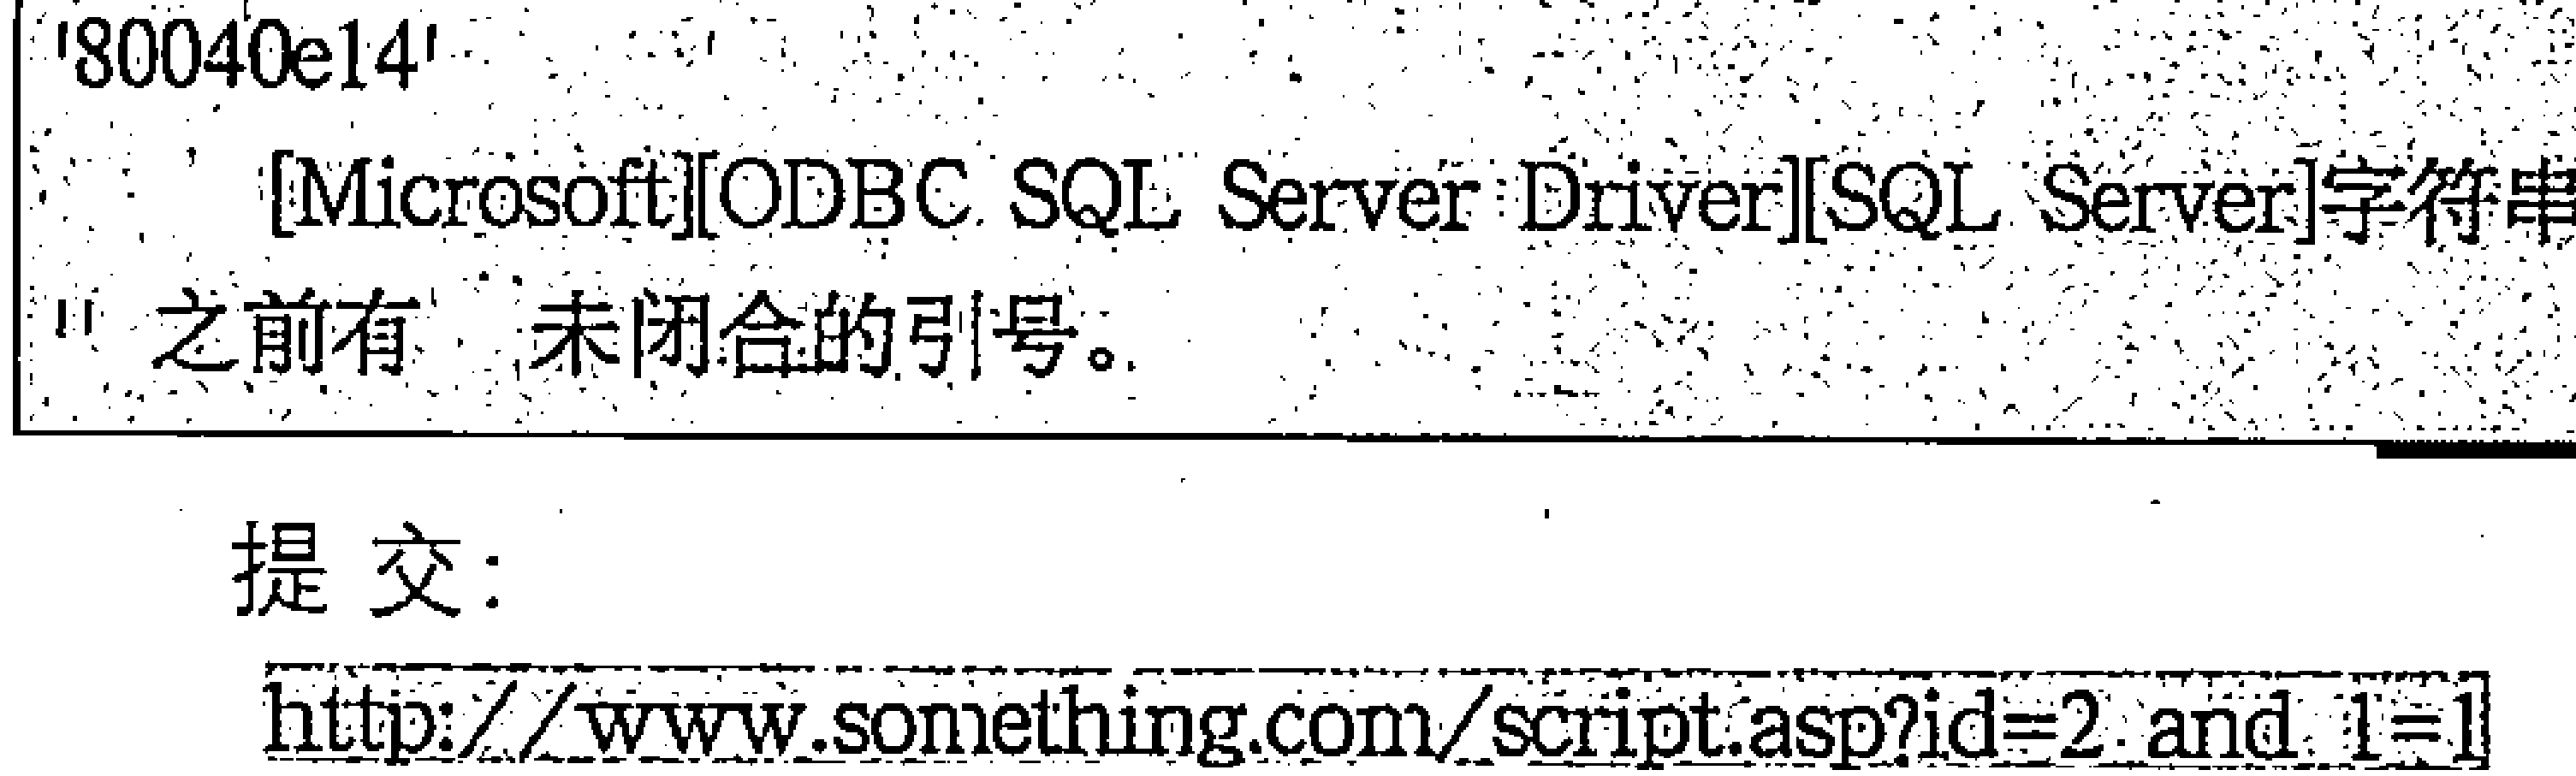 '80040e14'
[Microsoft][ODBC SQL Server Driver][SQL Server]字符串
'' 之前有 未闭合的引号。
提 交:
http://www.something.com/script.asp?id=2 and 1=1